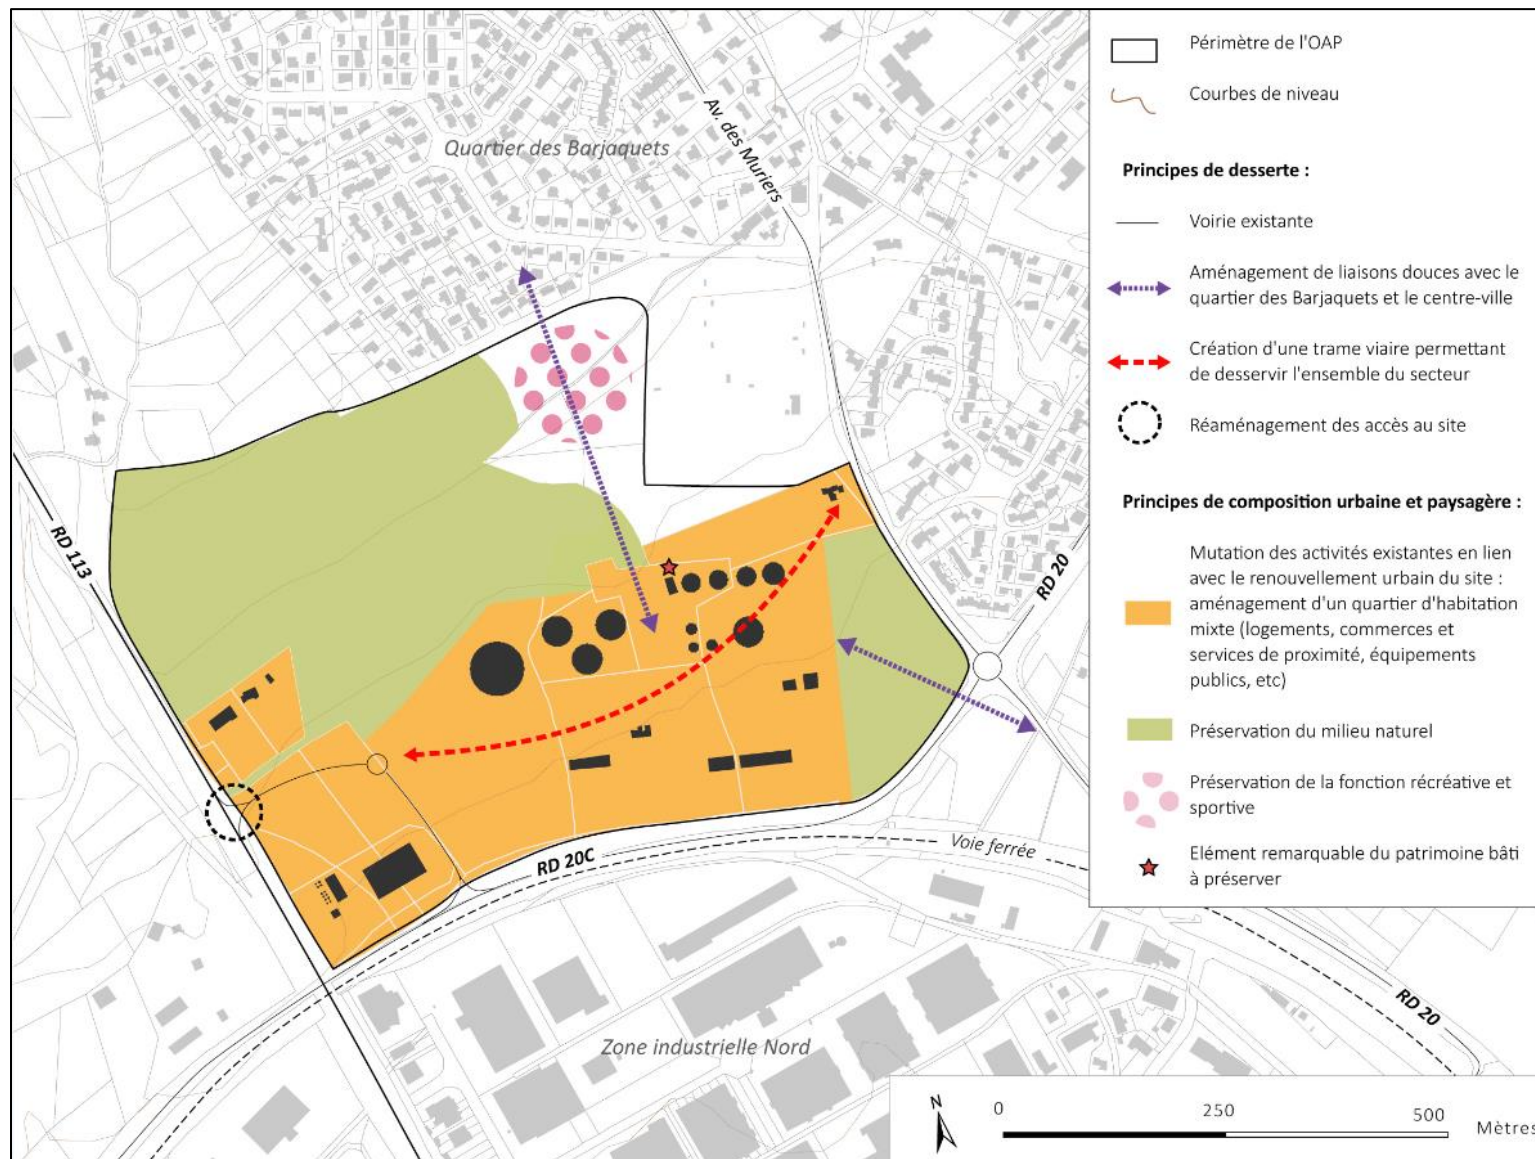 Quartier des Barjaquets
Av. des Muriers
RD 113
RD 20
RD 20C
Voie ferrée
RD 20
Zone industrielle Nord
Périmètre de l'OAP
Courbes de niveau
Principes de desserte :
Voirie existante
Aménagement de liaisons douces avec le
quartier des Barjaquets et le centre-ville
Création d'une trame viaire permettant
de desservir l'ensemble du secteur
Réaménagement des accès au site
Principes de composition urbaine et paysagère :
Mutation des activités existantes en lien
avec le renouvellement urbain du site :
aménagement d'un quartier d'habitation
mixte (logements, commerces et
services de proximité, équipements
publics, etc)
Préservation du milieu naturel
Préservation de la fonction récréative et
sportive
Elément remarquable du patrimoine bâti
à préserver
N
0 250 500
Mètres